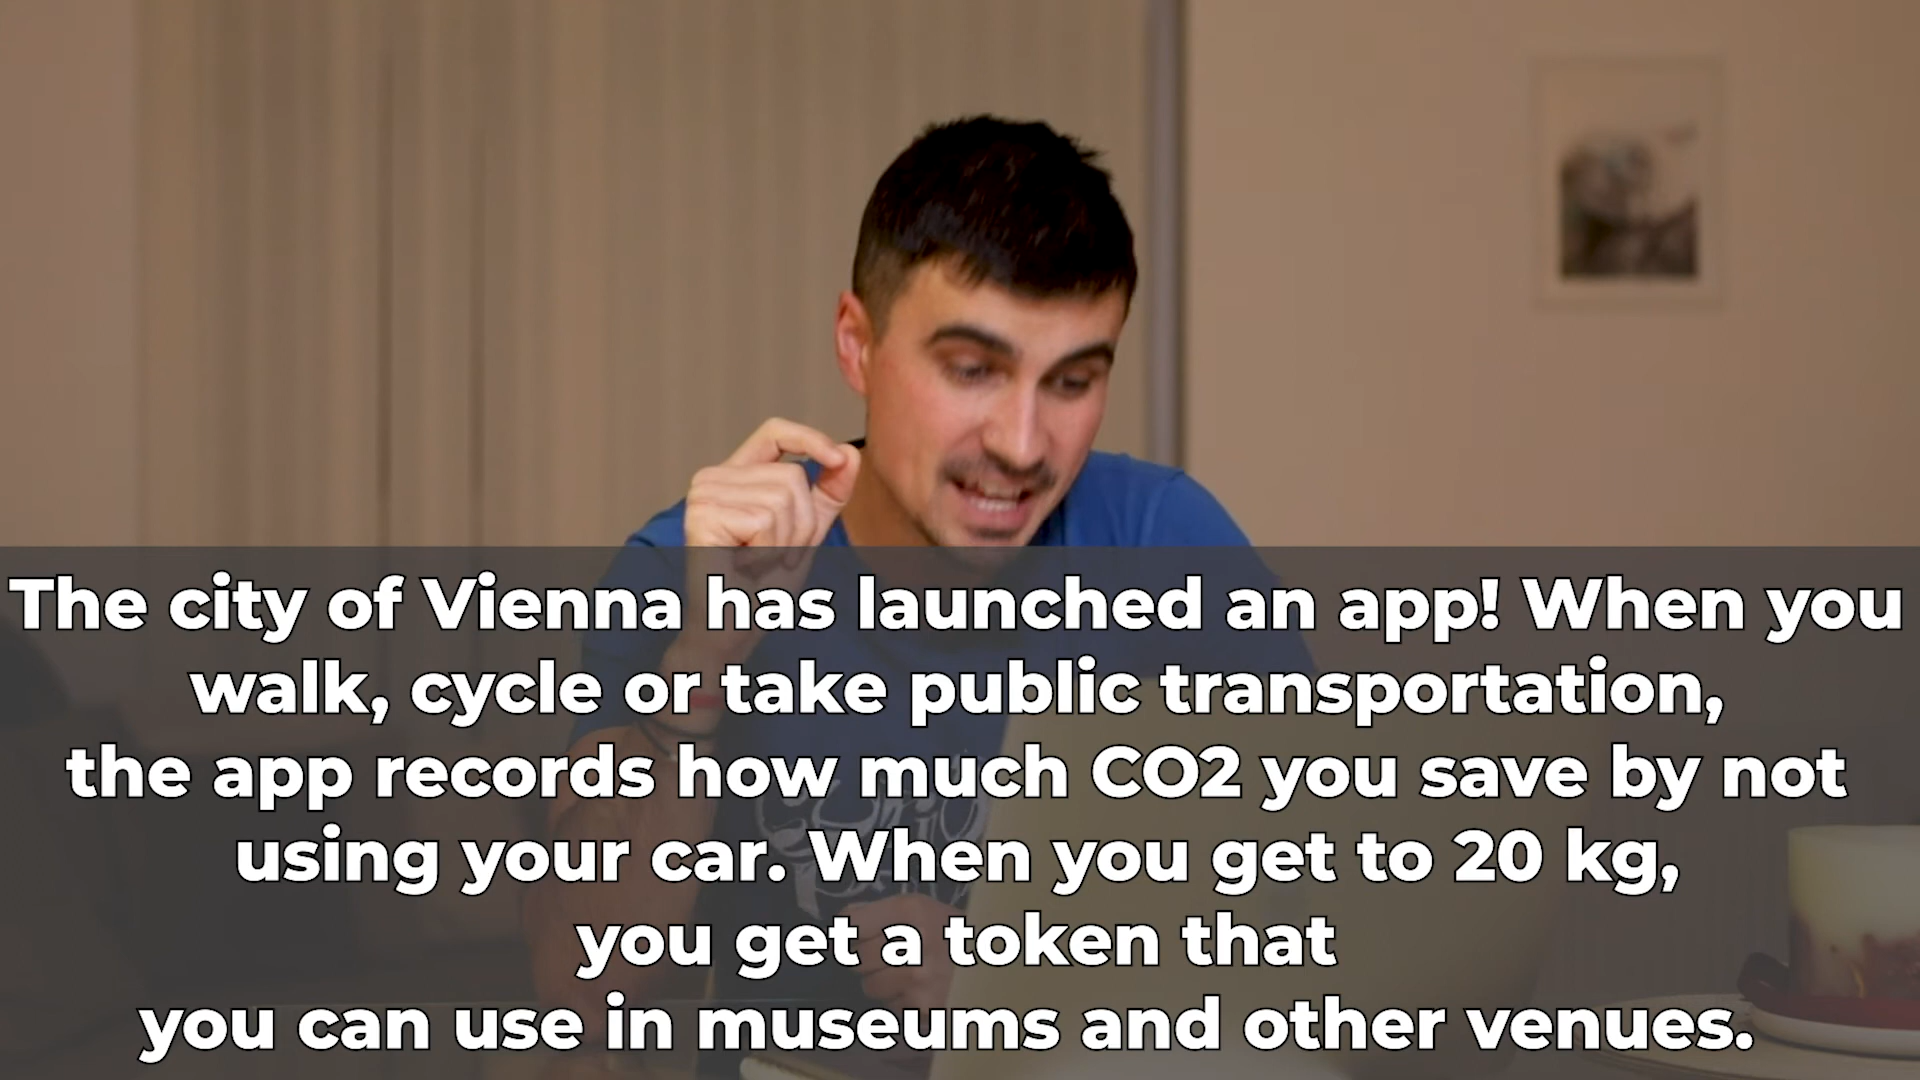 The city of Vienna has launched an app! When you
walk, cycle or take public transportation,
the app records how much CO2 you save by not
using your car. When you get to 20 kg,
you get a token that
you can use in museums and other venues.